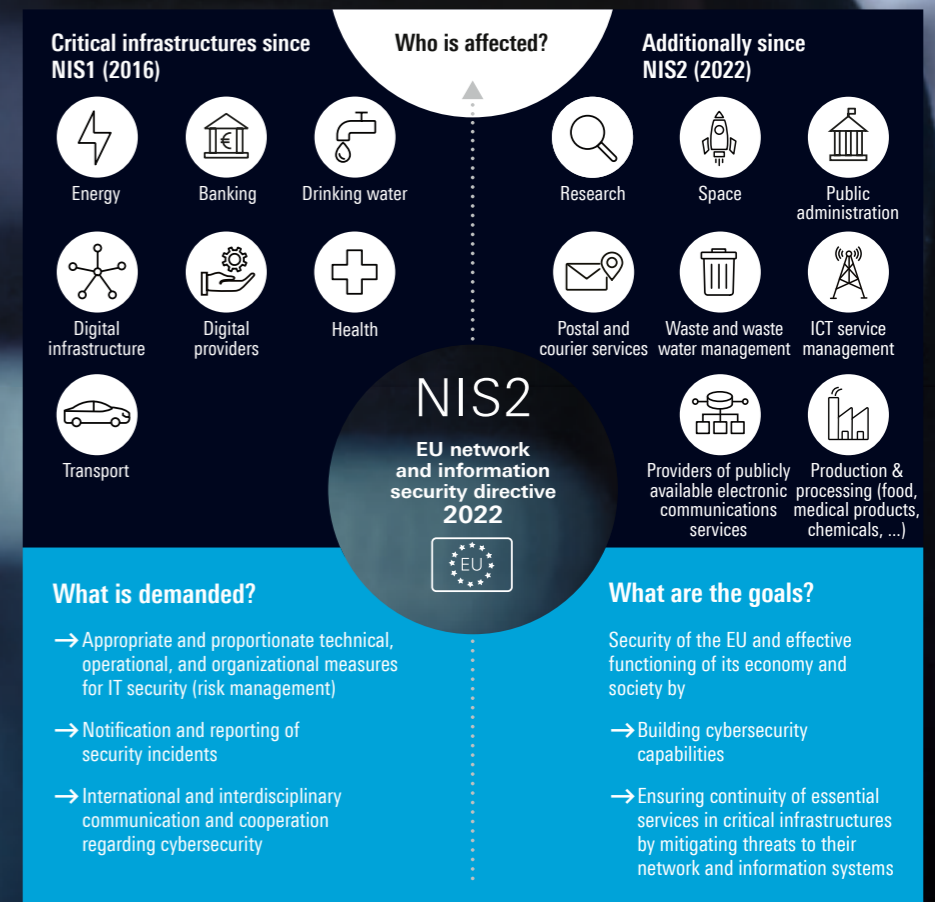 Who is affected?
Critical infrastructures since
NIS1 (2016)
Energy
Banking
Drinking water
Digital
infrastructure
Digital
providers
Health
Transport
Additionally since
NIS2 (2022)
Research
Space
Public
administration
Postal and
courier services
Waste and waste
water management
ICT service
management
Providers of publicly
available electronic
communications
services
Production &
processing (food,
medical products,
chemicals, ...)
NIS2
EU network
and information
security directive
2022
EU
What is demanded?
→ Appropriate and proportionate technical,
operational, and organizational measures
for IT security (risk management)
→ Notification and reporting of
security incidents
→ International and interdisciplinary
communication and cooperation
regarding cybersecurity
What are the goals?
Security of the EU and effective
functioning of its economy and
society by
→ Building cybersecurity
capabilities
→ Ensuring continuity of essential
services in critical infrastructures
by mitigating threats to their
network and information systems